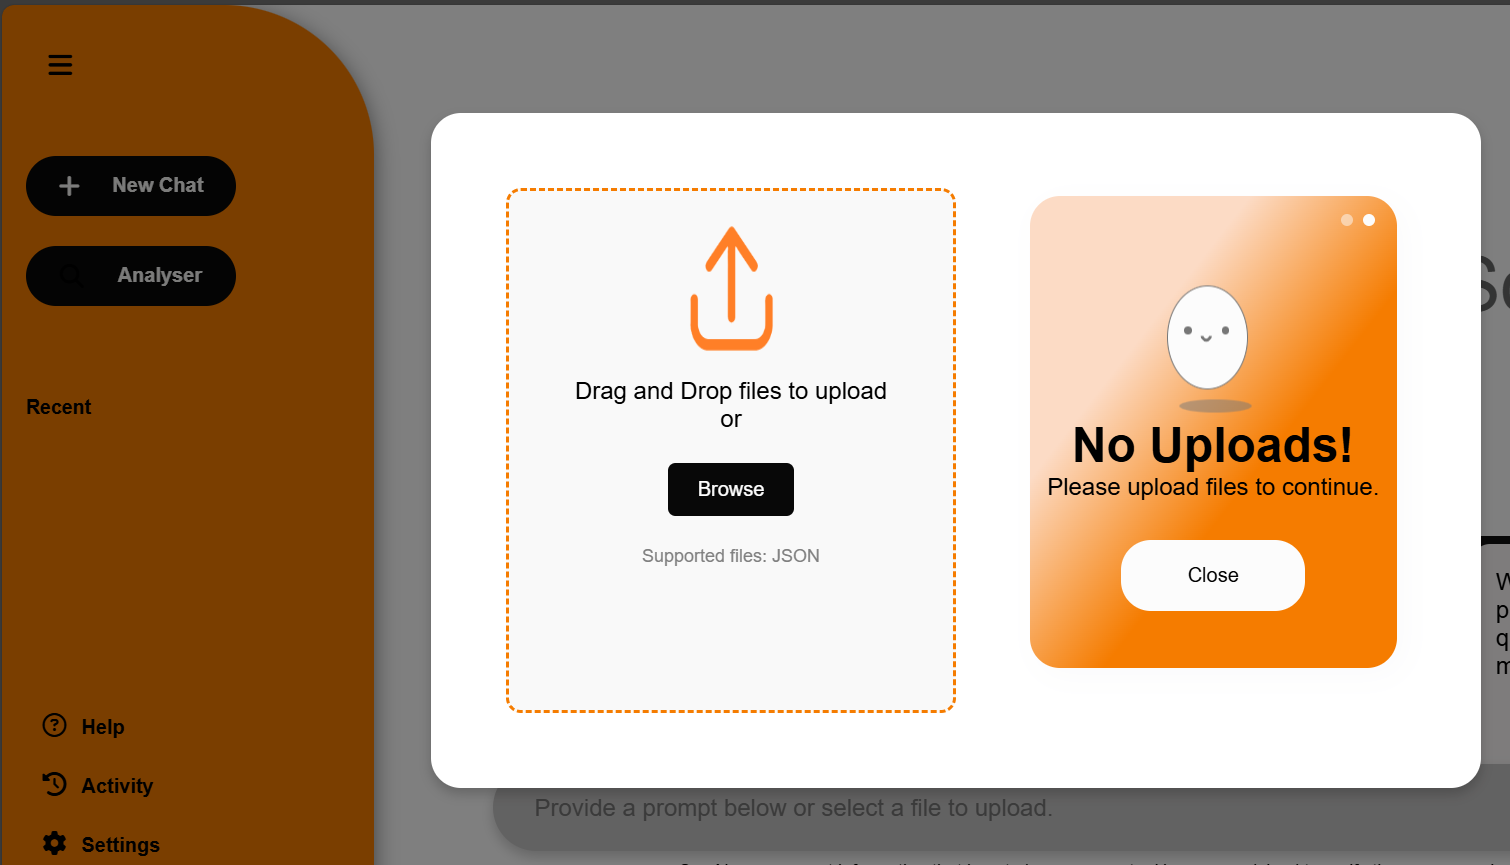 New Chat
Analyser
Recent
Help
Activity
Settings
Drag and Drop files to upload
or
Browse
Supported files: JSON
No Uploads!
Please upload files to continue.
Close
Provide a prompt below or select a file to upload.